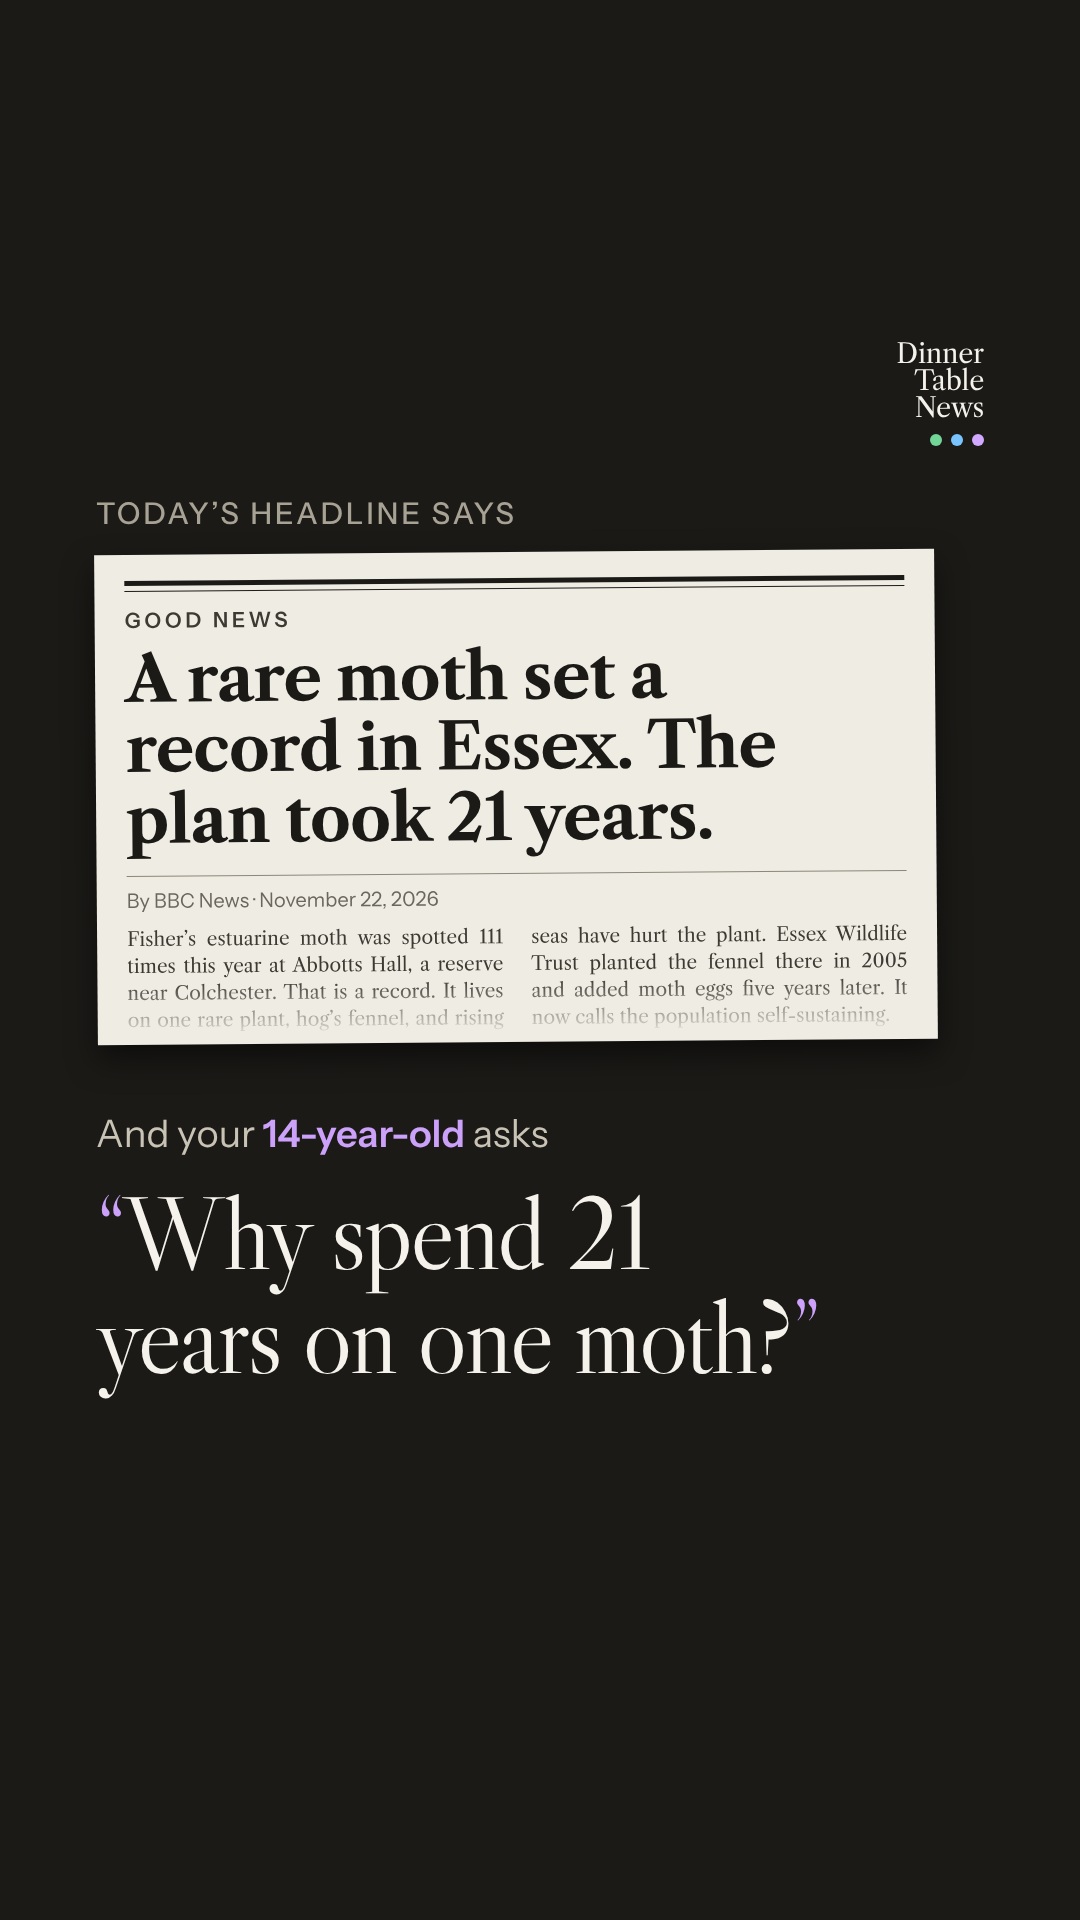 Dinner
Table
News
TODAY’S HEADLINE SAYS
GOOD NEWS
A rare moth set a
record in Essex. The
plan took 21 years.
By BBC News · November 22, 2026
Fisher’s estuarine moth was spotted 111
times this year at Abbotts Hall, a reserve
near Colchester. That is a record. It lives
on one rare plant, hog’s fennel, and rising
seas have hurt the plant. Essex Wildlife
Trust planted the fennel there in 2005
and added moth eggs five years later. It
now calls the population self-sustaining.
And your 14-year-old asks
“Why spend 21
years on one moth?”